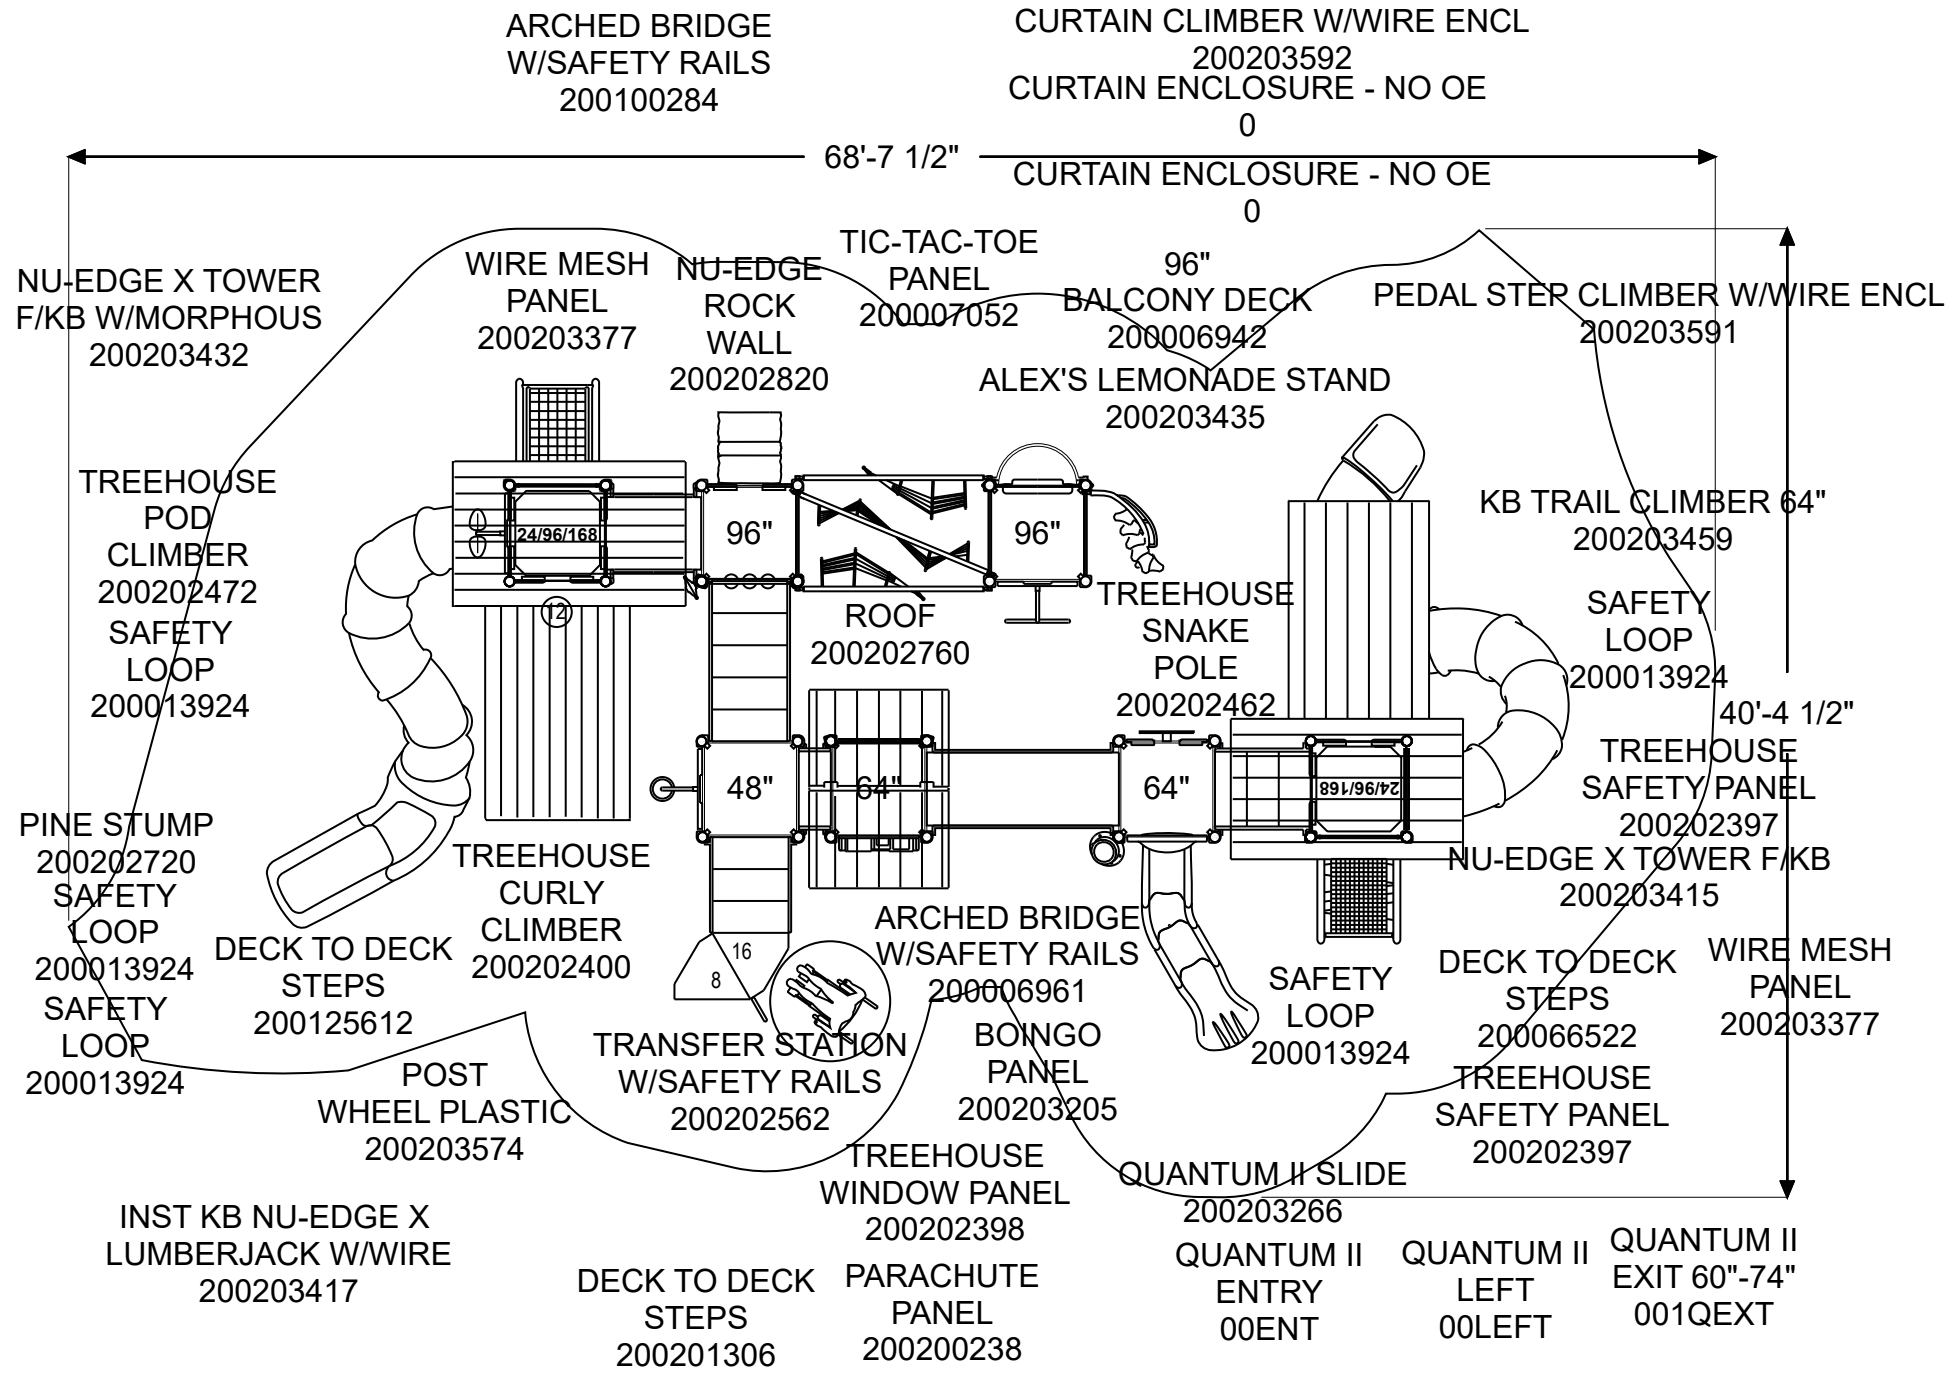 ARCHED BRIDGE
W/SAFETY RAILS
200100284
CURTAIN CLIMBER W/WIRE ENCL
200203592
CURTAIN ENCLOSURE - NO OE
0
68'-7 1/2"
CURTAIN ENCLOSURE - NO OE
0
NU-EDGE X TOWER
F/KB W/MORPHOUS
200203432
WIRE MESH
PANEL
200203377
NU-EDGE
ROCK
WALL
200202820
TIC-TAC-TOE
PANEL
200007052
96"
BALCONY DECK
200006942
PEDAL STEP CLIMBER W/WIRE ENCL
200203591
ALEX'S LEMONADE STAND
200203435
TREEHOUSE
POD
CLIMBER
200202472
SAFETY
LOOP
200013924
24/96/168
96"
96"
KB TRAIL CLIMBER 64"
200203459
12
ROOF
200202760
TREEHOUSE
SNAKE
POLE
200202462
SAFETY
LOOP
200013924
40'-4 1/2"
TREEHOUSE
SAFETY PANEL
200202397
48"
64"
64"
24/96/168
PINE STUMP
200202720
SAFETY
LOOP
200013924
SAFETY
LOOP
200013924
TREEHOUSE
CURLY
CLIMBER
200202400
NU-EDGE X TOWER F/KB
200203415
DECK TO DECK
STEPS
200125612
16
8
ARCHED BRIDGE
W/SAFETY RAILS
200006961
SAFETY
LOOP
200013924
DECK TO DECK
STEPS
200066522
WIRE MESH
PANEL
200203377
POST
WHEEL PLASTIC
200203574
TRANSFER STATION
W/SAFETY RAILS
200202562
BOINGO
PANEL
200203205
TREEHOUSE
SAFETY PANEL
200202397
TREEHOUSE
WINDOW PANEL
200202398
QUANTUM II SLIDE
200203266
INST KB NU-EDGE X
LUMBERJACK W/WIRE
200203417
DECK TO DECK
STEPS
200201306
PARACHUTE
PANEL
200200238
QUANTUM II
ENTRY
00ENT
QUANTUM II
LEFT
00LEFT
QUANTUM II
EXIT 60"-74"
001QEXT